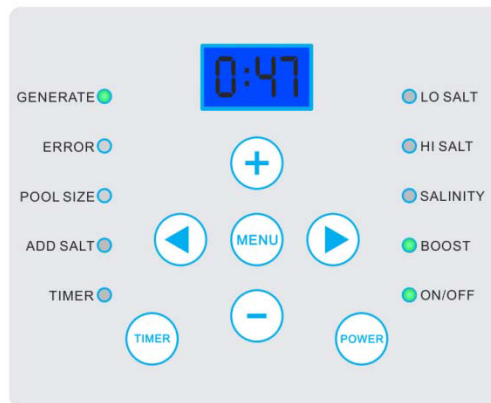 0:47
GENERATE
LO SALT
ERROR
HI SALT
+
POOL SIZE
SALINITY
ADD SALT
MENU
BOOST
TIMER
−
ON/OFF
TIMER
POWER